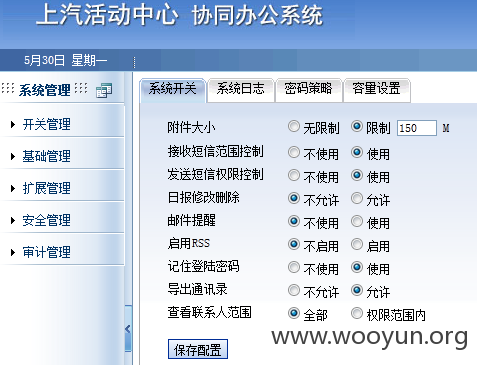 上汽活动中心 协同办公系统
5月30日 星期一
系统管理
系统开关 系统日志 密码策略 容量设置
开关管理
基础管理
扩展管理
安全管理
审计管理
附件大小 无限制 限制 150 M
接收短信范围控制 不使用 使用
发送短信权限控制 不使用 使用
日报修改删除 不允许 允许
邮件提醒 不使用 使用
启用RSS 不启用 启用
记住登陆密码 不使用 使用
导出通讯录 不允许 允许
查看联系人范围 全部 权限范围内
保存配置
www.wooyun.org